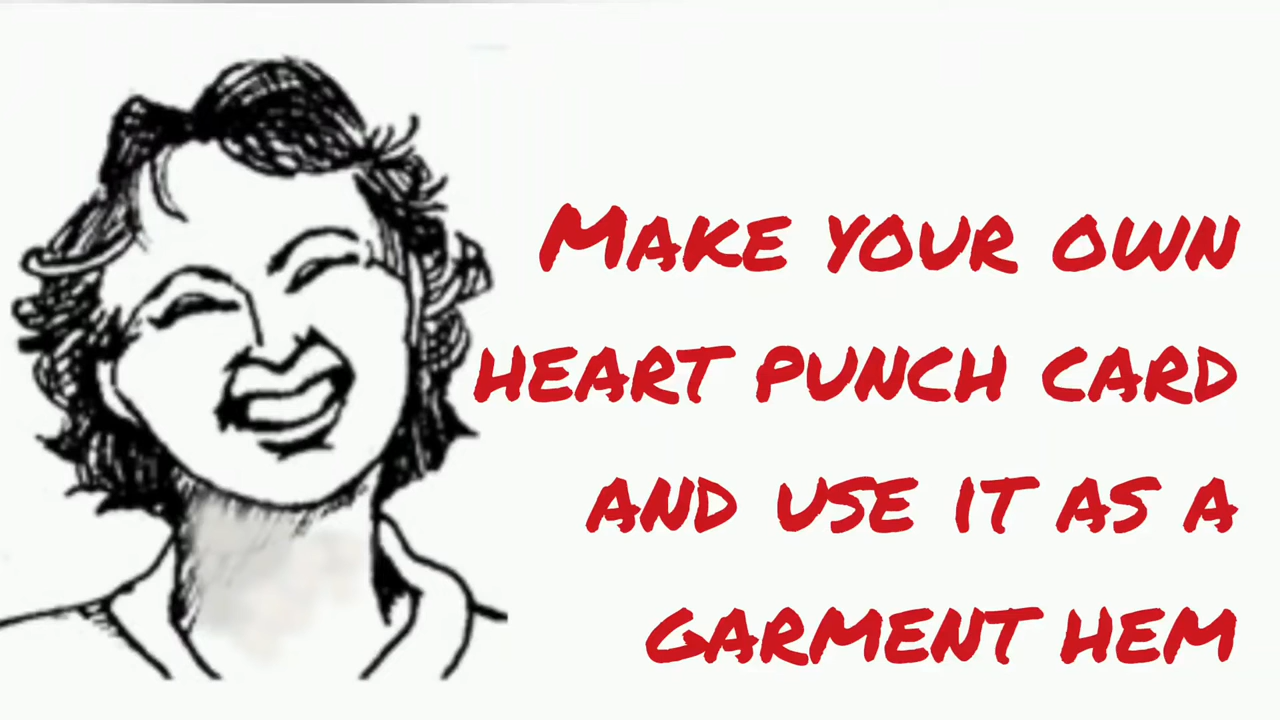 Make your own
heart punch card
and use it as a
garment hem